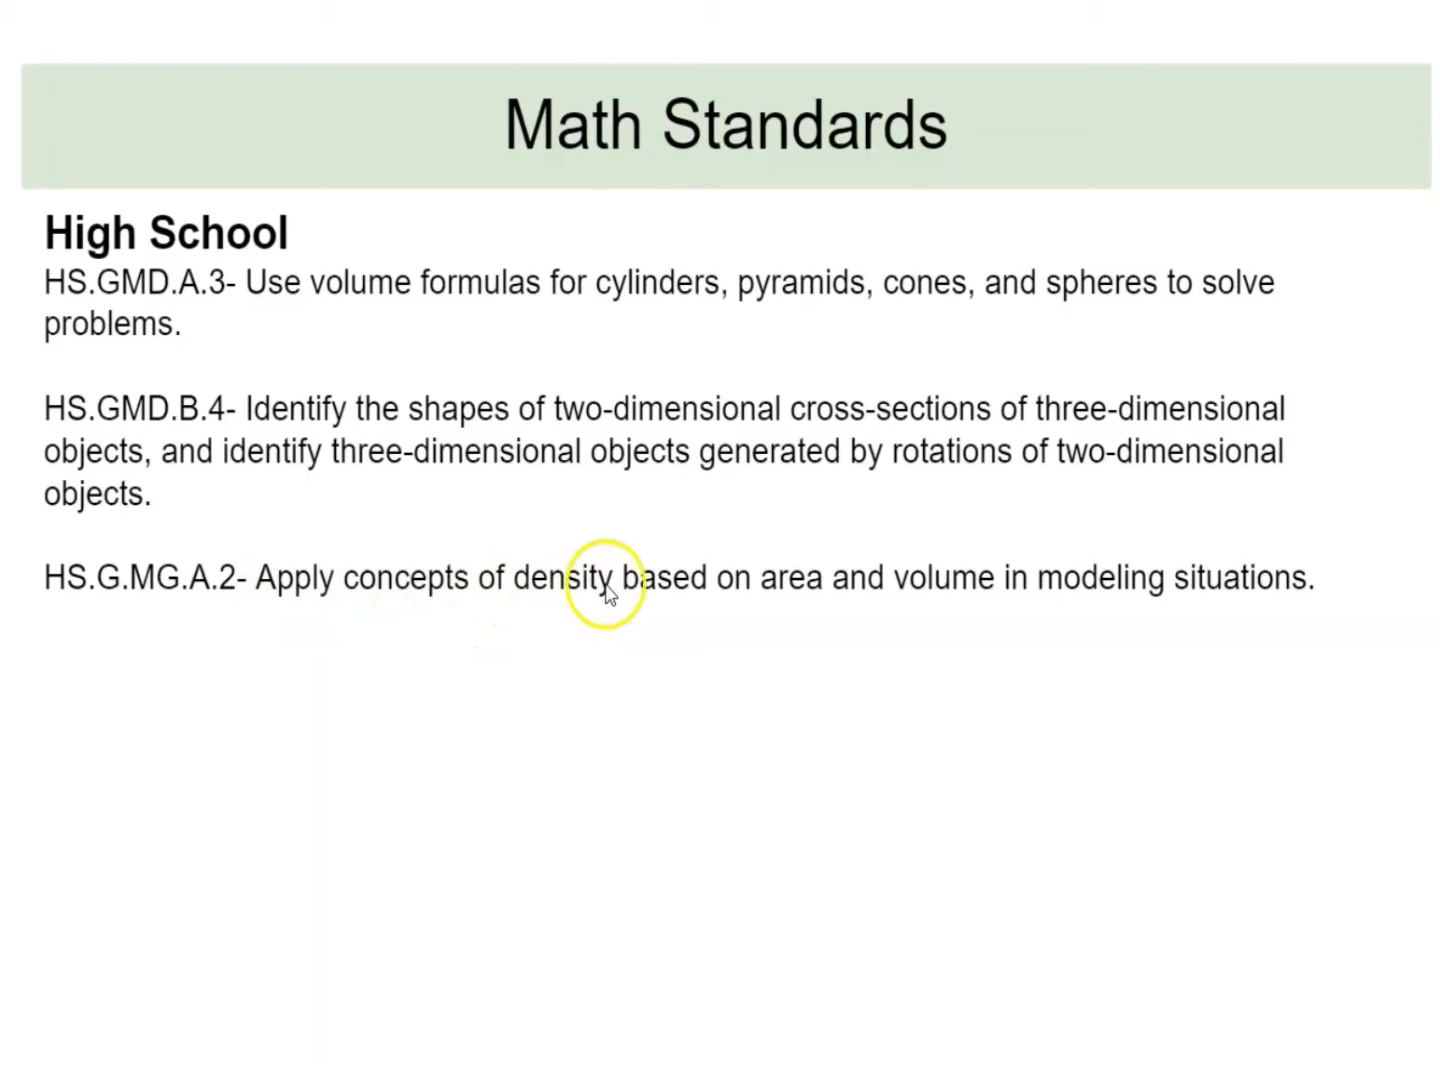 Math Standards
High School
HS.GMD.A.3- Use volume formulas for cylinders, pyramids, cones, and spheres to solve
problems.
HS.GMD.B.4- Identify the shapes of two-dimensional cross-sections of three-dimensional
objects, and identify three-dimensional objects generated by rotations of two-dimensional
objects.
HS.G.MG.A.2- Apply concepts of density based on area and volume in modeling situations.